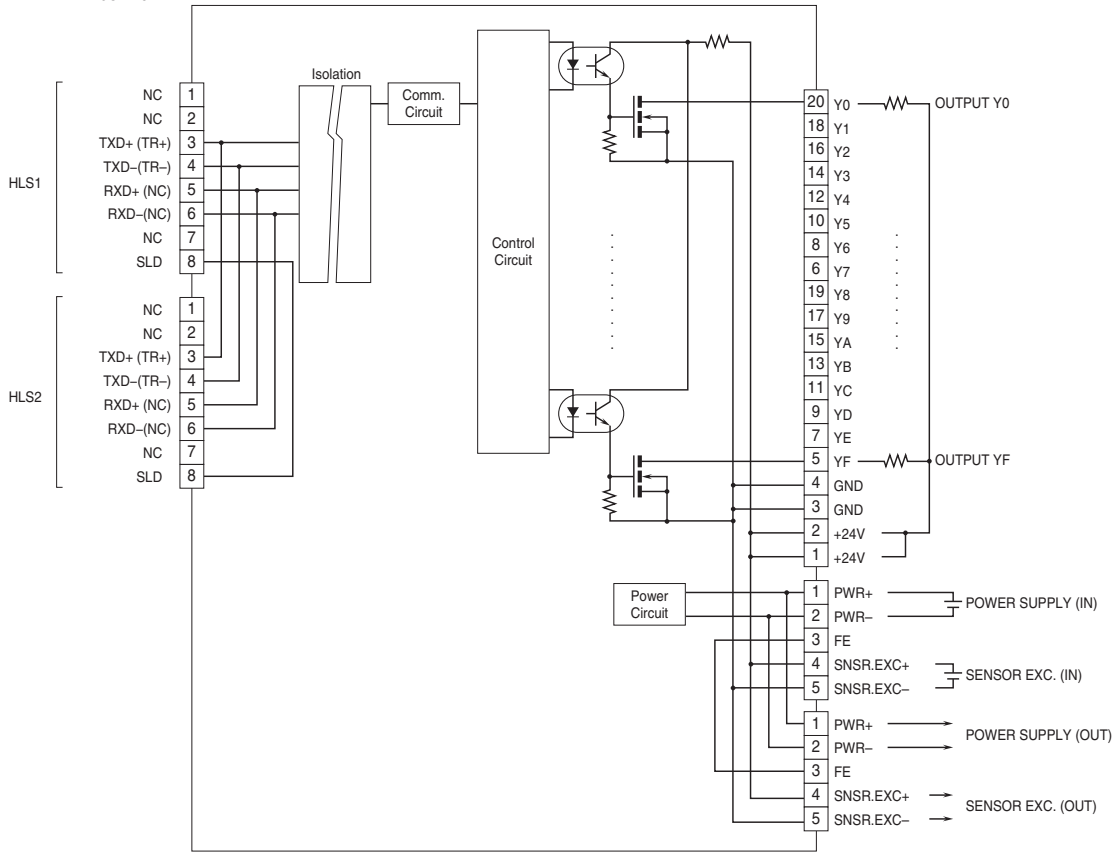 Isolation
Comm.
Circuit
Control
Circuit
HLS1
NC 1
NC 2
TXD+ (TR+) 3
TXD–(TR–) 4
RXD+ (NC) 5
RXD–(NC) 6
NC 7
SLD 8
HLS2
NC 1
NC 2
TXD+ (TR+) 3
TXD–(TR–) 4
RXD+ (NC) 5
RXD–(NC) 6
NC 7
SLD 8
20 Y0 OUTPUT Y0
18 Y1
16 Y2
14 Y3
12 Y4
10 Y5
8 Y6
6 Y7
19 Y8
17 Y9
15 YA
13 YB
11 YC
9 YD
7 YE
5 YF OUTPUT YF
4 GND
3 GND
2 +24V
1 +24V
Power
Circuit
1 PWR+
2 PWR–
POWER SUPPLY (IN)
3 FE
4 SNSR.EXC+
5 SNSR.EXC–
SENSOR EXC. (IN)
1 PWR+
2 PWR–
POWER SUPPLY (OUT)
3 FE
4 SNSR.EXC+
5 SNSR.EXC–
SENSOR EXC. (OUT)